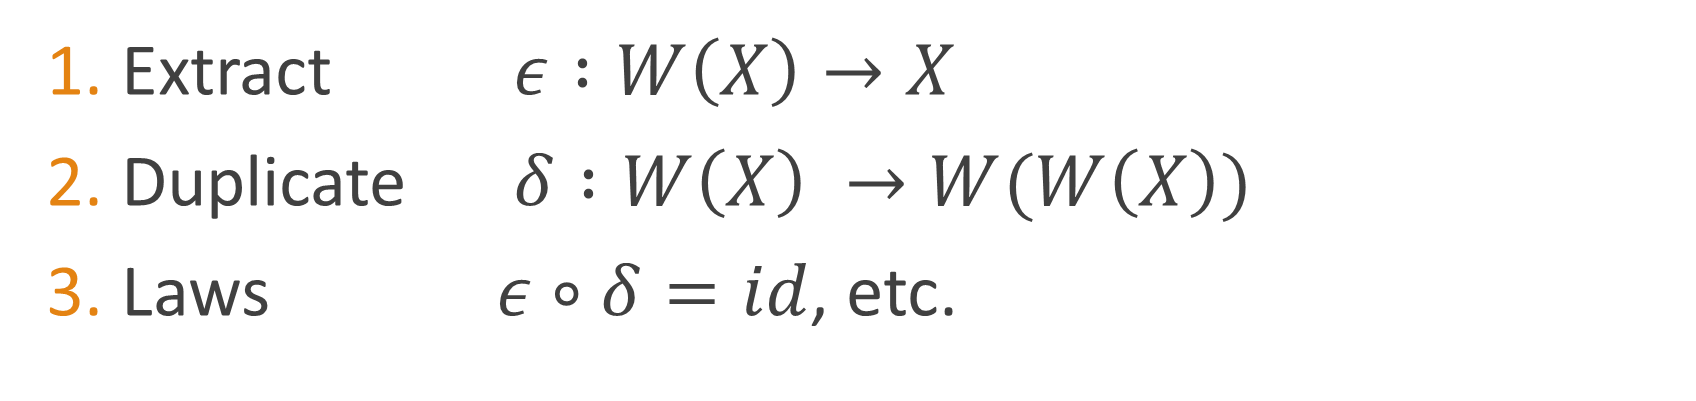 1. Extract ϵ : W(X) → X
2. Duplicate δ : W(X) → W(W(X))
3. Laws ϵ ∘ δ = id, etc.